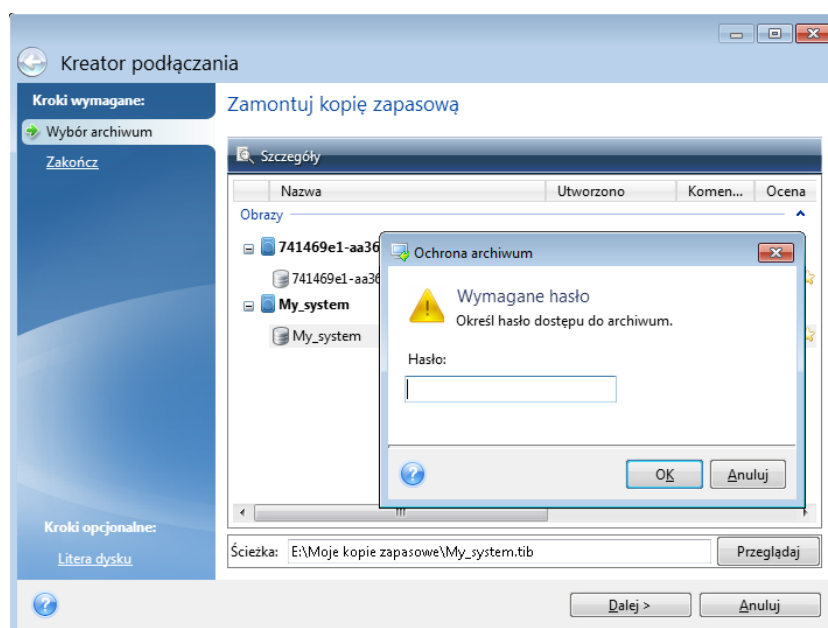 Kreator podłączania
Kroki wymagane:
Wybór archiwum
Zakończ
Zamontuj kopię zapasową
Szczegóły
Nazwa Utworzono Komen... Ocena
Obrazy
741469e1-aa36
741469e1-aa36
My_system
My_system
Ochrona archiwum
Wymagane hasło
Określ hasło dostępu do archiwum.
Hasło:
OK Anuluj
Kroki opcjonalne:
Litera dysku
Ścieżka: E:\Moje kopie zapasowe\My_system.tib Przeglądaj
Dalej > Anuluj